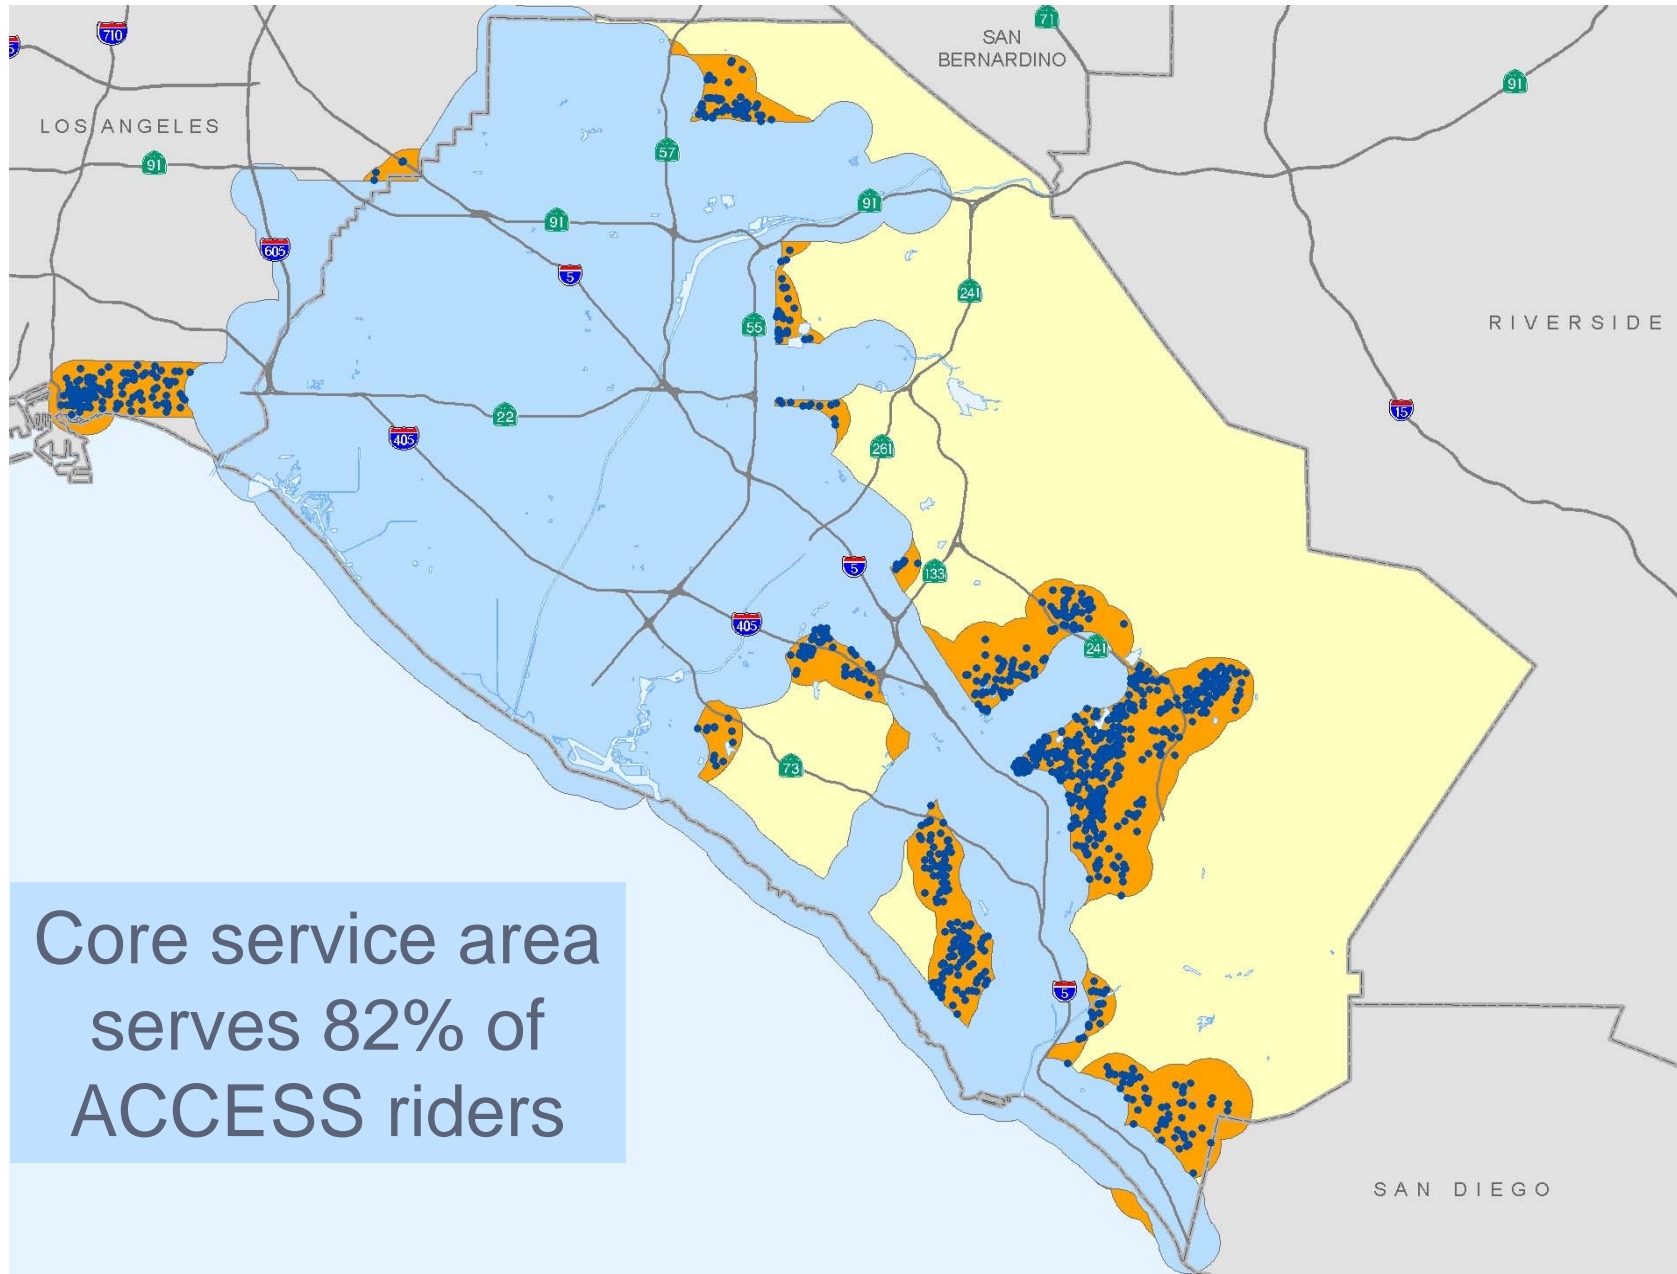 71
710
5
SAN
BERNARDINO
91
LOS ANGELES
91
57
91
91
605
5
241
55
RIVERSIDE
15
22
405
261
5
133
405
241
73
Core service area
serves 82% of
ACCESS riders
5
SAN DIEGO